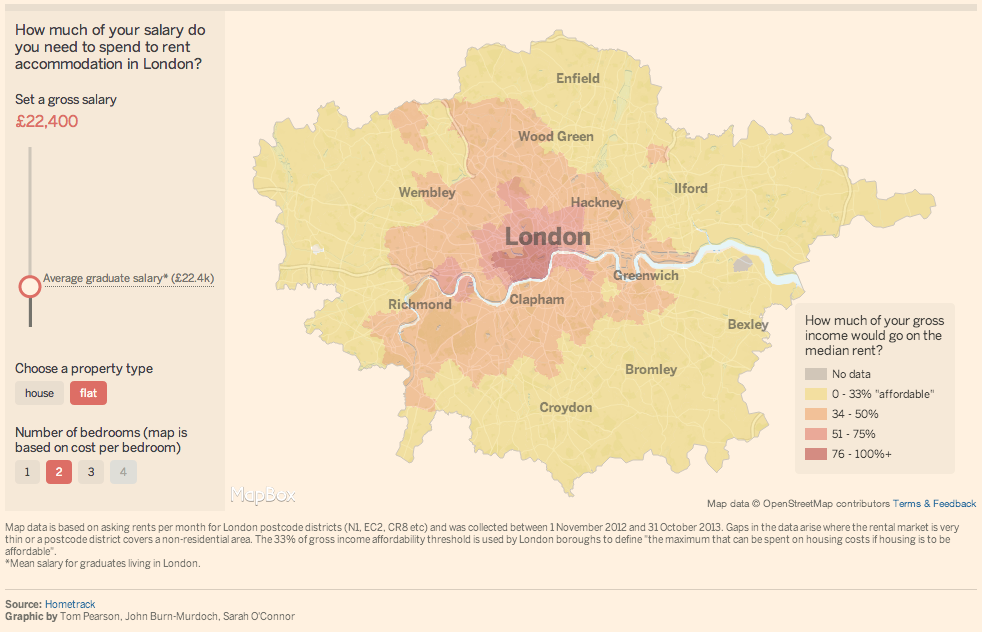 How much of your salary do
you need to spend to rent
accommodation in London?
Set a gross salary
£22,400
Average graduate salary* (£22.4k)
Choose a property type
house flat
Number of bedrooms (map is
based on cost per bedroom)
1 2 3 4
Enfield
Wood Green
Wembley
Ilford
Hackney
London
Greenwich
Richmond
Clapham
Bexley
Bromley
Croydon
How much of your gross
income would go on the
median rent?
No data
0 - 33% "affordable"
34 - 50%
51 - 75%
76 - 100%+
MapBox
Map data © OpenStreetMap contributors Terms & Feedback
Map data is based on asking rents per month for London postcode districts (N1, EC2, CR8 etc) and was collected between 1 November 2012 and 31 October 2013. Gaps in the data arise where the rental market is very
thin or a postcode district covers a non-residential area. The 33% of gross income affordability threshold is used by London boroughs to define "the maximum that can be spent on housing costs if housing is to be
affordable".
*Mean salary for graduates living in London.
Source: Hometrack
Graphic by Tom Pearson, John Burn-Murdoch, Sarah O'Connor